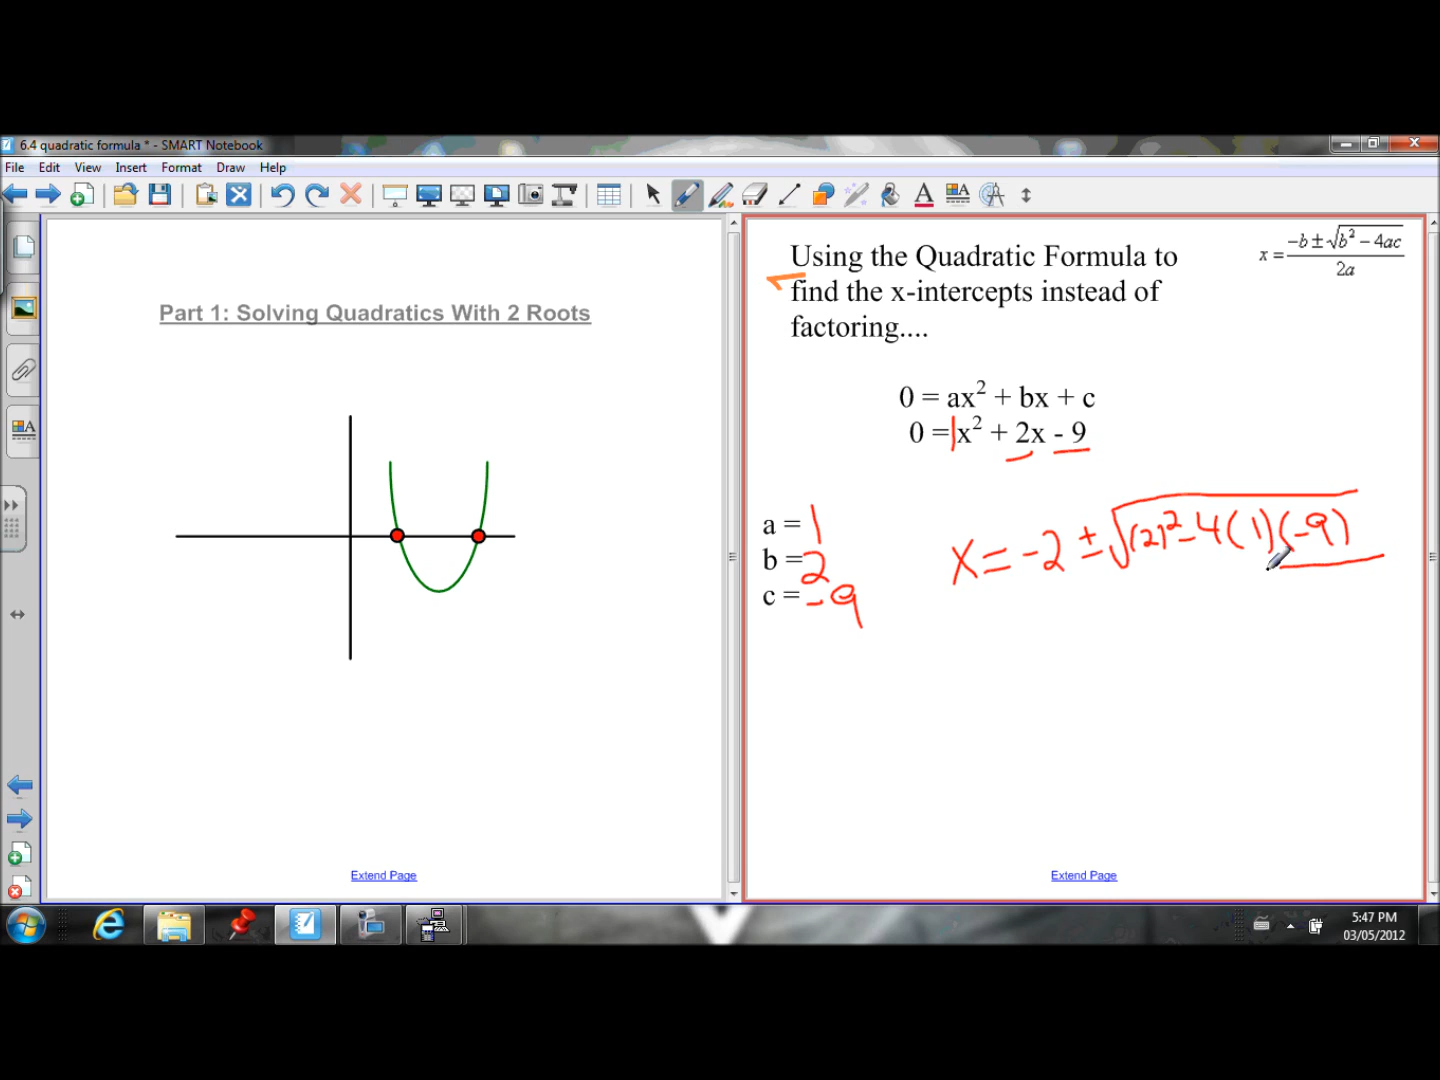 6.4 quadratic formula * - SMART Notebook
File Edit View Insert Format Draw Help
Part 1: Solving Quadratics With 2 Roots
Extend Page
Using the Quadratic Formula to
find the x-intercepts instead of
factoring....
x = −b ± √b² − 4ac / 2a
0 = ax² + bx + c
0 = 1x² + 2x - 9
a = 1
b = 2
c = -9
x = -2 ± √(2)² - 4(1)(-9)
Extend Page
5:47 PM
03/05/2012